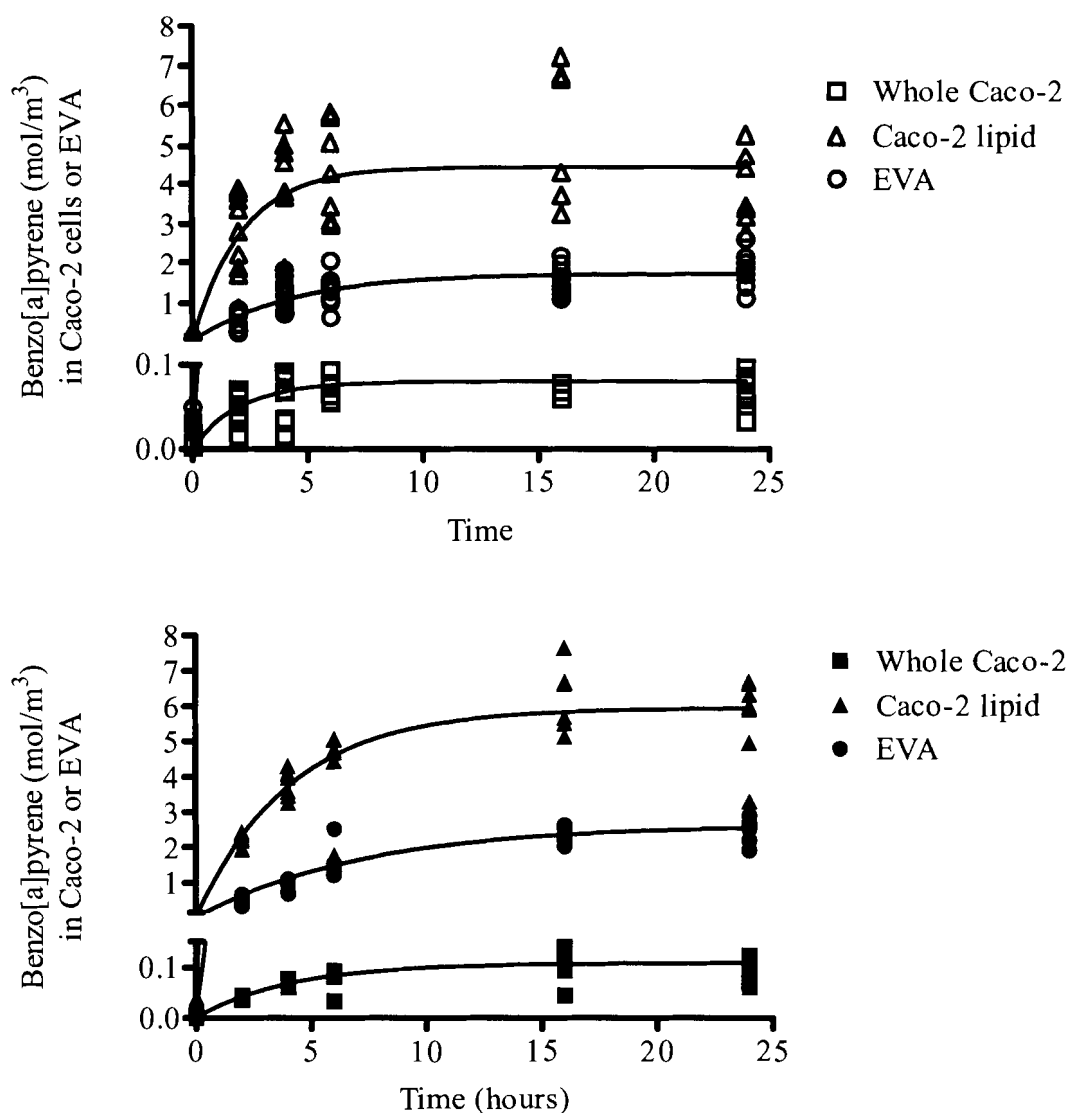 Benzo[a]pyrene (mol/m³)
in Caco-2 cells or EVA
8
7
6
5
4
3
2
1
0.1
0.0
0 5 10 15 20 25
Time
Whole Caco-2
Caco-2 lipid
EVA
Benzo[a]pyrene (mol/m³)
in Caco-2 or EVA
8
7
6
5
4
3
2
1
0.1
0.0
0 5 10 15 20 25
Time (hours)
Whole Caco-2
Caco-2 lipid
EVA